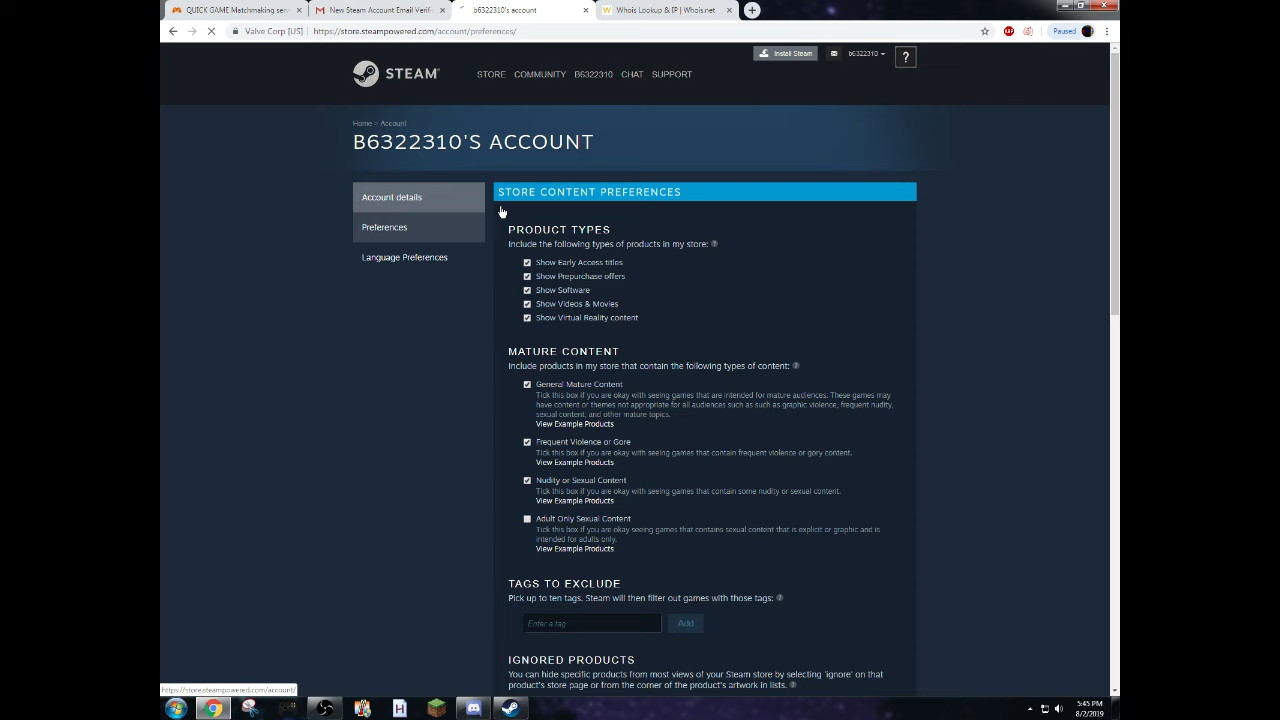 QUICK GAME Matchmaking serv
New Steam Account Email Verifi
b6322310's account
Whois Lookup & IP | Whois.net
Valve Corp [US]
https://store.steampowered.com/account/preferences/
Paused
Install Steam
b6322310
?
STEAM
STORE COMMUNITY B6322310 CHAT SUPPORT
Home > Account
B6322310'S ACCOUNT
Account details
Preferences
Language Preferences
STORE CONTENT PREFERENCES
PRODUCT TYPES
Include the following types of products in my store: ?
Show Early Access titles
Show Prepurchase offers
Show Software
Show Videos & Movies
Show Virtual Reality content
MATURE CONTENT
Include products in my store that contain the following types of content: ?
General Mature Content
Tick this box if you are okay with seeing games that are intended for mature audiences. These games may
have content or themes not appropriate for all audiences such as such as graphic violence, frequent nudity,
sexual content, and other mature topics.
View Example Products
Frequent Violence or Gore
Tick this box if you are okay with seeing games that contain frequent violence or gory content.
View Example Products
Nudity or Sexual Content
Tick this box if you are okay with seeing games that contain some nudity or sexual content.
View Example Products
Adult Only Sexual Content
Tick this box if you are okay seeing games that contains sexual content that is explicit or graphic and is
intended for adults only.
View Example Products
TAGS TO EXCLUDE
Pick up to ten tags. Steam will then filter out games with those tags: ?
Enter a tag
Add
IGNORED PRODUCTS
You can hide specific products from most views of your Steam store by selecting 'ignore' on that
product's store page or from the corner of the product's artwork in lists. ?
https://store.steampowered.com/account/
5:45 PM
8/2/2019